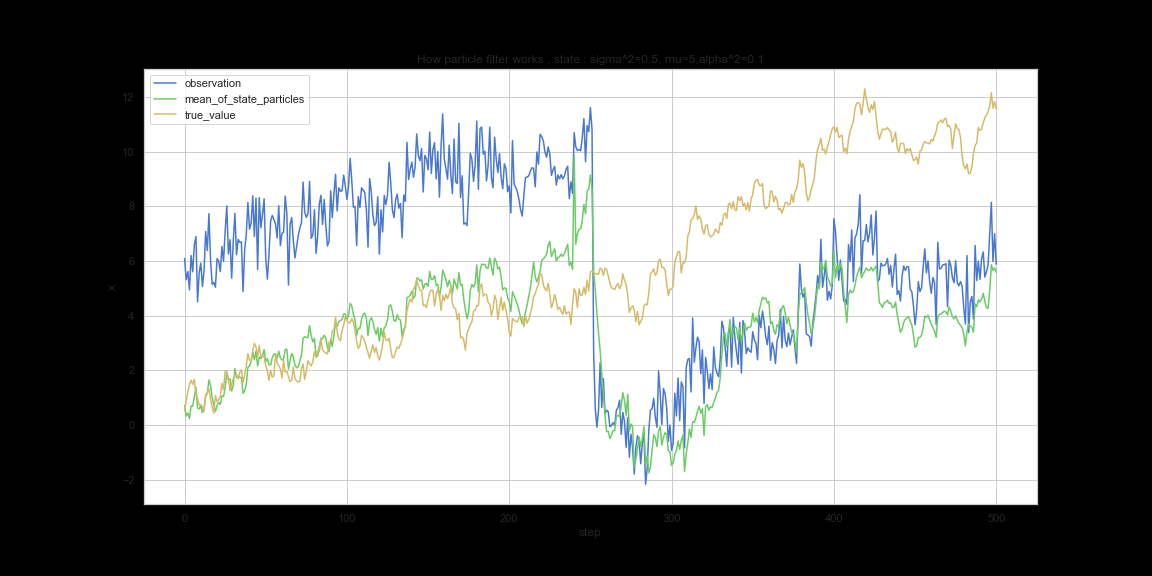 How particle filter works , state : sigma^2=0.5, mu=5,alpha^2=0.1
observation
mean_of_state_particles
true_value
12
10
8
6
4
2
0
−2
x
0 100 200 300 400 500
step